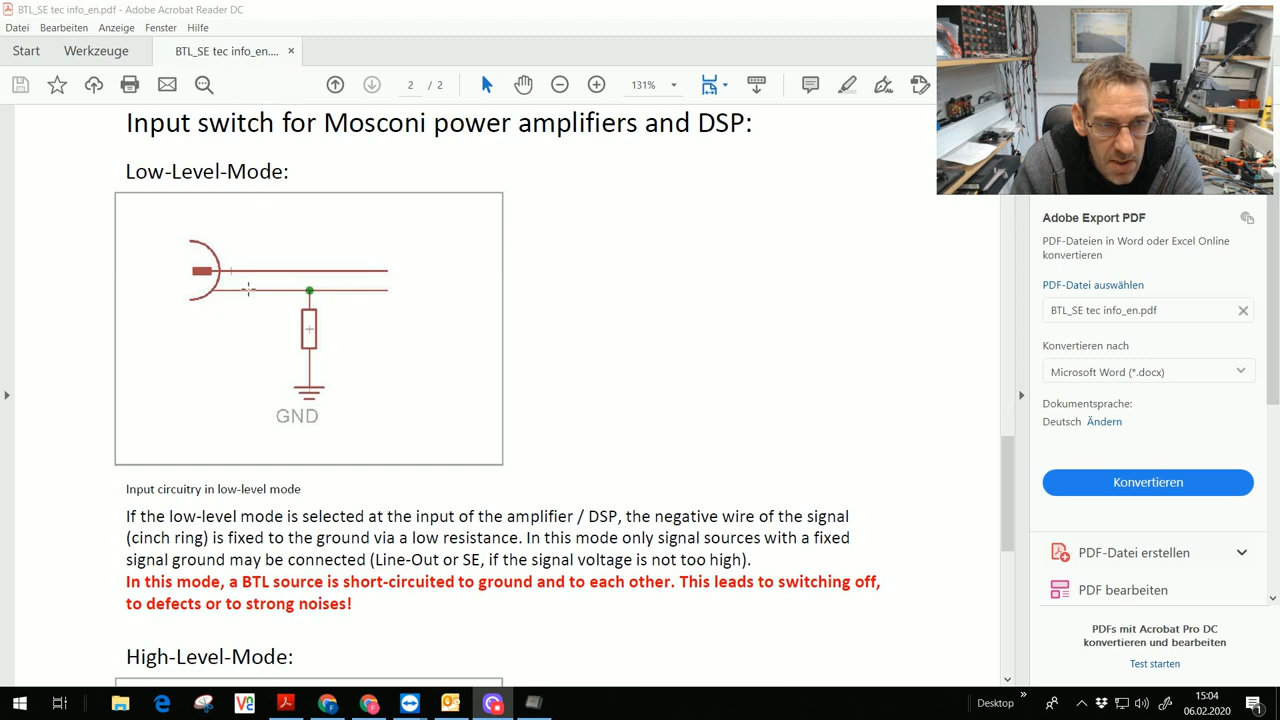 BTL_SE tec info_en.pdf - Adobe Acrobat Reader DC
Datei Bearbeiten Anzeige Fenster Hilfe
Start Werkzeuge BTL_SE tec info_en.... ×
2 / 2 131%
Input switch for Mosconi power amplifiers and DSP:
Low-Level-Mode:
GND
Input circuitry in low-level mode
If the low-level mode is selected at the input of the amplifier / DSP, the negative wire of the signal
(cinch ring) is fixed to the ground via a low resistance. In this mode only signal sources with a fixed
signal ground may be connected (Line-Out or SE, if the signal voltage is not too high).
In this mode, a BTL source is short-circuited to ground and to each other. This leads to switching off,
to defects or to strong noises!
High-Level-Mode:
Adobe Export PDF
PDF-Dateien in Word oder Excel Online
konvertieren
PDF-Datei auswählen
BTL_SE tec info_en.pdf
Konvertieren nach
Microsoft Word (*.docx)
Dokumentsprache:
Deutsch Ändern
Konvertieren
PDF-Datei erstellen
PDF bearbeiten
PDFs mit Acrobat Pro DC
konvertieren und bearbeiten
Test starten
Desktop
15:04
06.02.2020
1